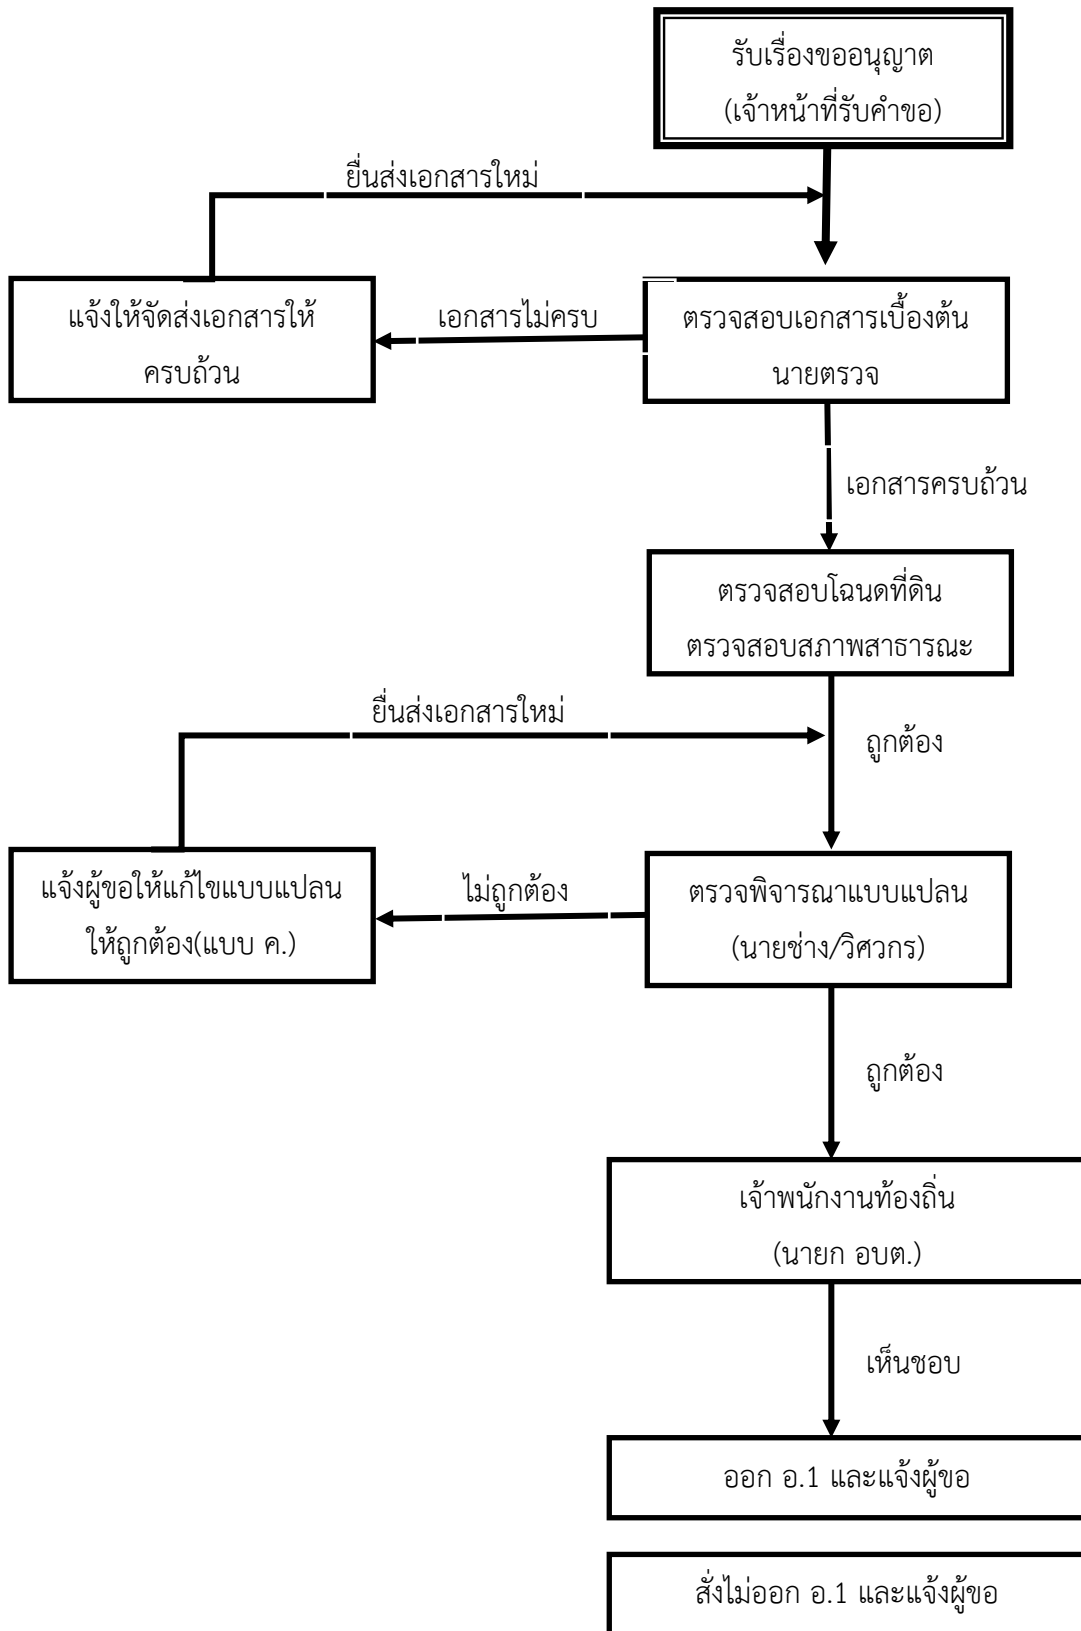 รับเรื่องขออนุญาต
(เจ้าหน้าที่รับคำขอ)
ยื่นส่งเอกสารใหม่
แจ้งให้จัดส่งเอกสารให้
ครบถ้วน
เอกสารไม่ครบ
ตรวจสอบเอกสารเบื้องต้น
นายตรวจ
เอกสารครบถ้วน
ตรวจสอบโฉนดที่ดิน
ตรวจสอบสภาพสาธารณะ
ยื่นส่งเอกสารใหม่
ถูกต้อง
แจ้งผู้ขอให้แก้ไขแบบแปลน
ให้ถูกต้อง(แบบ ค.)
ไม่ถูกต้อง
ตรวจพิจารณาแบบแปลน
(นายช่าง/วิศวกร)
ถูกต้อง
เจ้าพนักงานท้องถิ่น
(นายก อบต.)
เห็นชอบ
ออก อ.1 และแจ้งผู้ขอ
สั่งไม่ออก อ.1 และแจ้งผู้ขอ